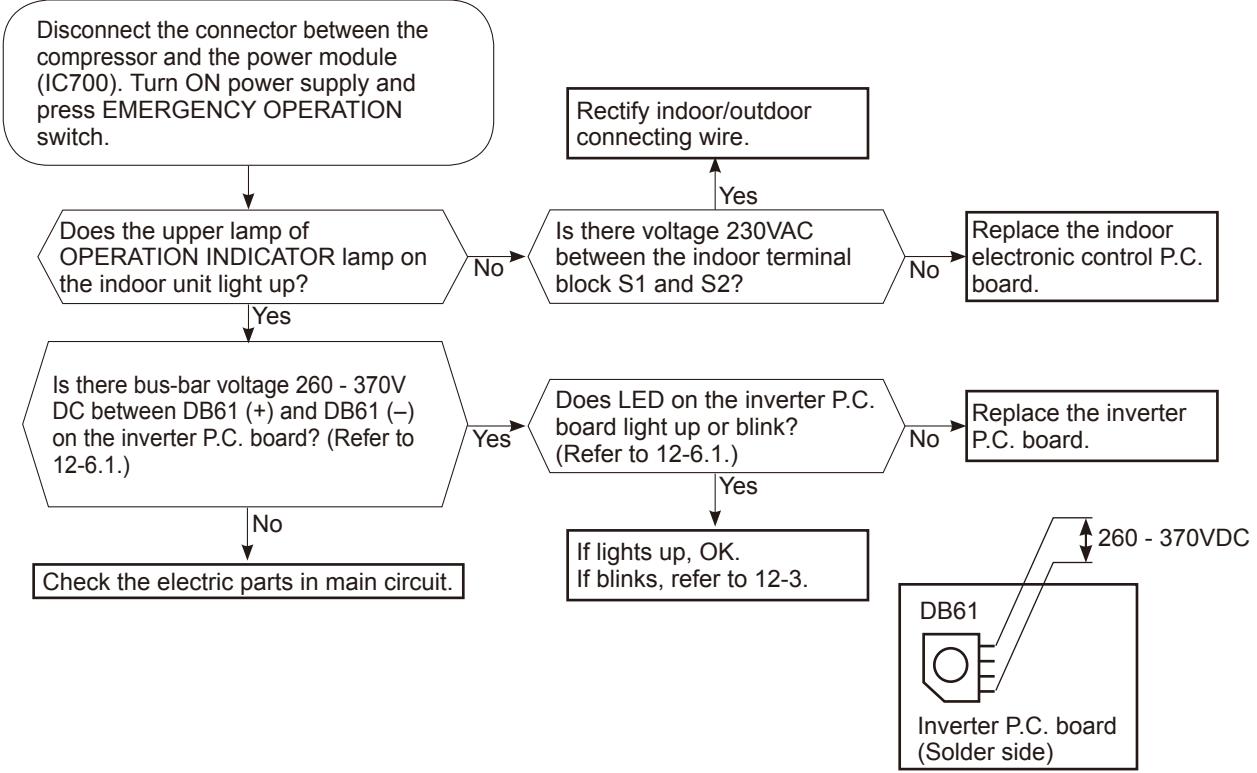 Disconnect the connector between the
compressor and the power module
(IC700). Turn ON power supply and
press EMERGENCY OPERATION
switch.
Rectify indoor/outdoor
connecting wire.
Yes
Does the upper lamp of
OPERATION INDICATOR lamp on
the indoor unit light up?
No
Is there voltage 230VAC
between the indoor terminal
block S1 and S2?
No
Replace the indoor
electronic control P.C.
board.
Yes
Is there bus-bar voltage 260 - 370V
DC between DB61 (+) and DB61 (–)
on the inverter P.C. board? (Refer to
12-6.1.)
Yes
Does LED on the inverter P.C.
board light up or blink?
(Refer to 12-6.1.)
No
Replace the inverter
P.C. board.
Yes
No
If lights up, OK.
If blinks, refer to 12-3.
Check the electric parts in main circuit.
260 - 370VDC
DB61
Inverter P.C. board
(Solder side)